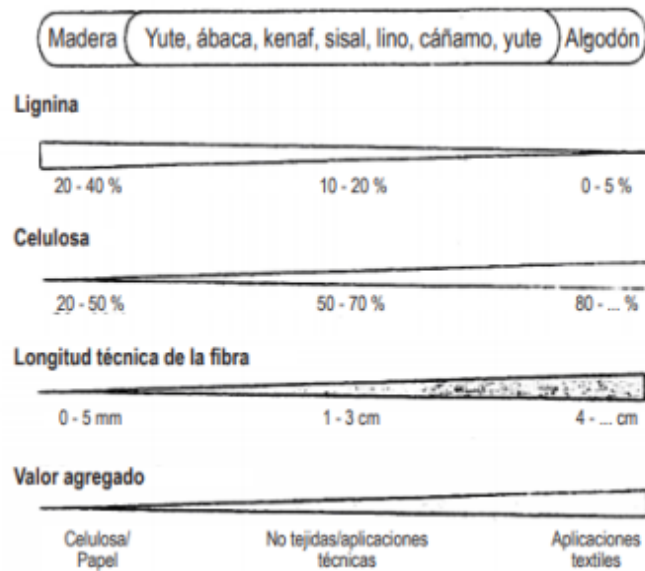 Madera Yute, ábaca, kenaf, sisal, lino, cáñamo, yute Algodón
Lignina
20 - 40 % 10 - 20 % 0 - 5 %
Celulosa
20 - 50 % 50 - 70 % 80 - ... %
Longitud técnica de la fibra
0 - 5 mm 1 - 3 cm 4 - ... cm
Valor agregado
Celulosa/ No tejidas/aplicaciones Aplicaciones
Papel técnicas textiles